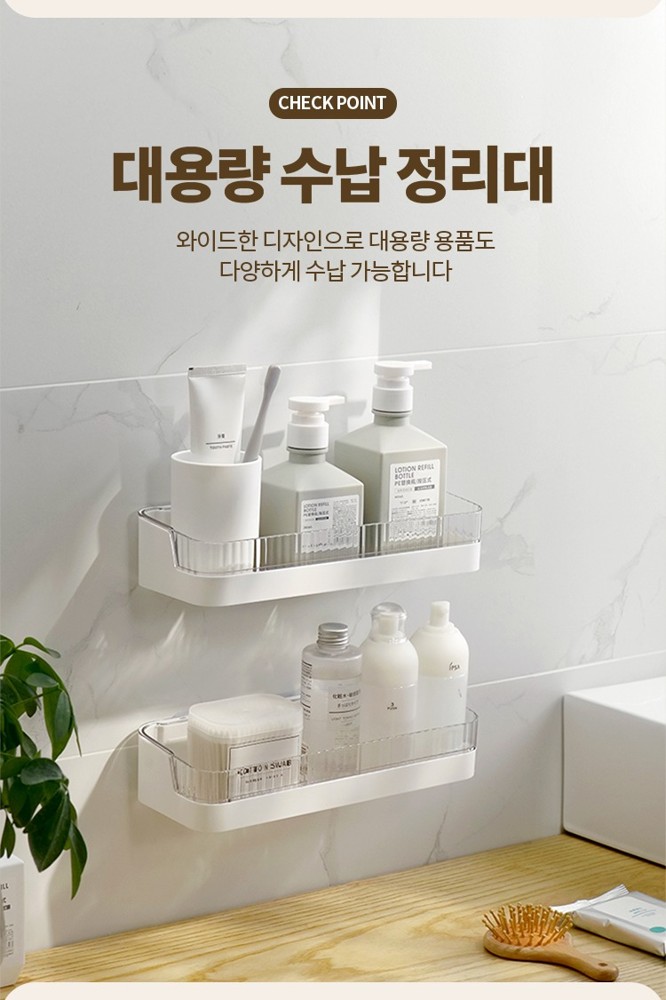 CHECK POINT
대용량 수납 정리대
와이드한 디자인으로 대용량 용품도
다양하게 수납 가능합니다
LOTION REFILL
BOTTLE
LOTION REFILL
BOTTLE
ipsa